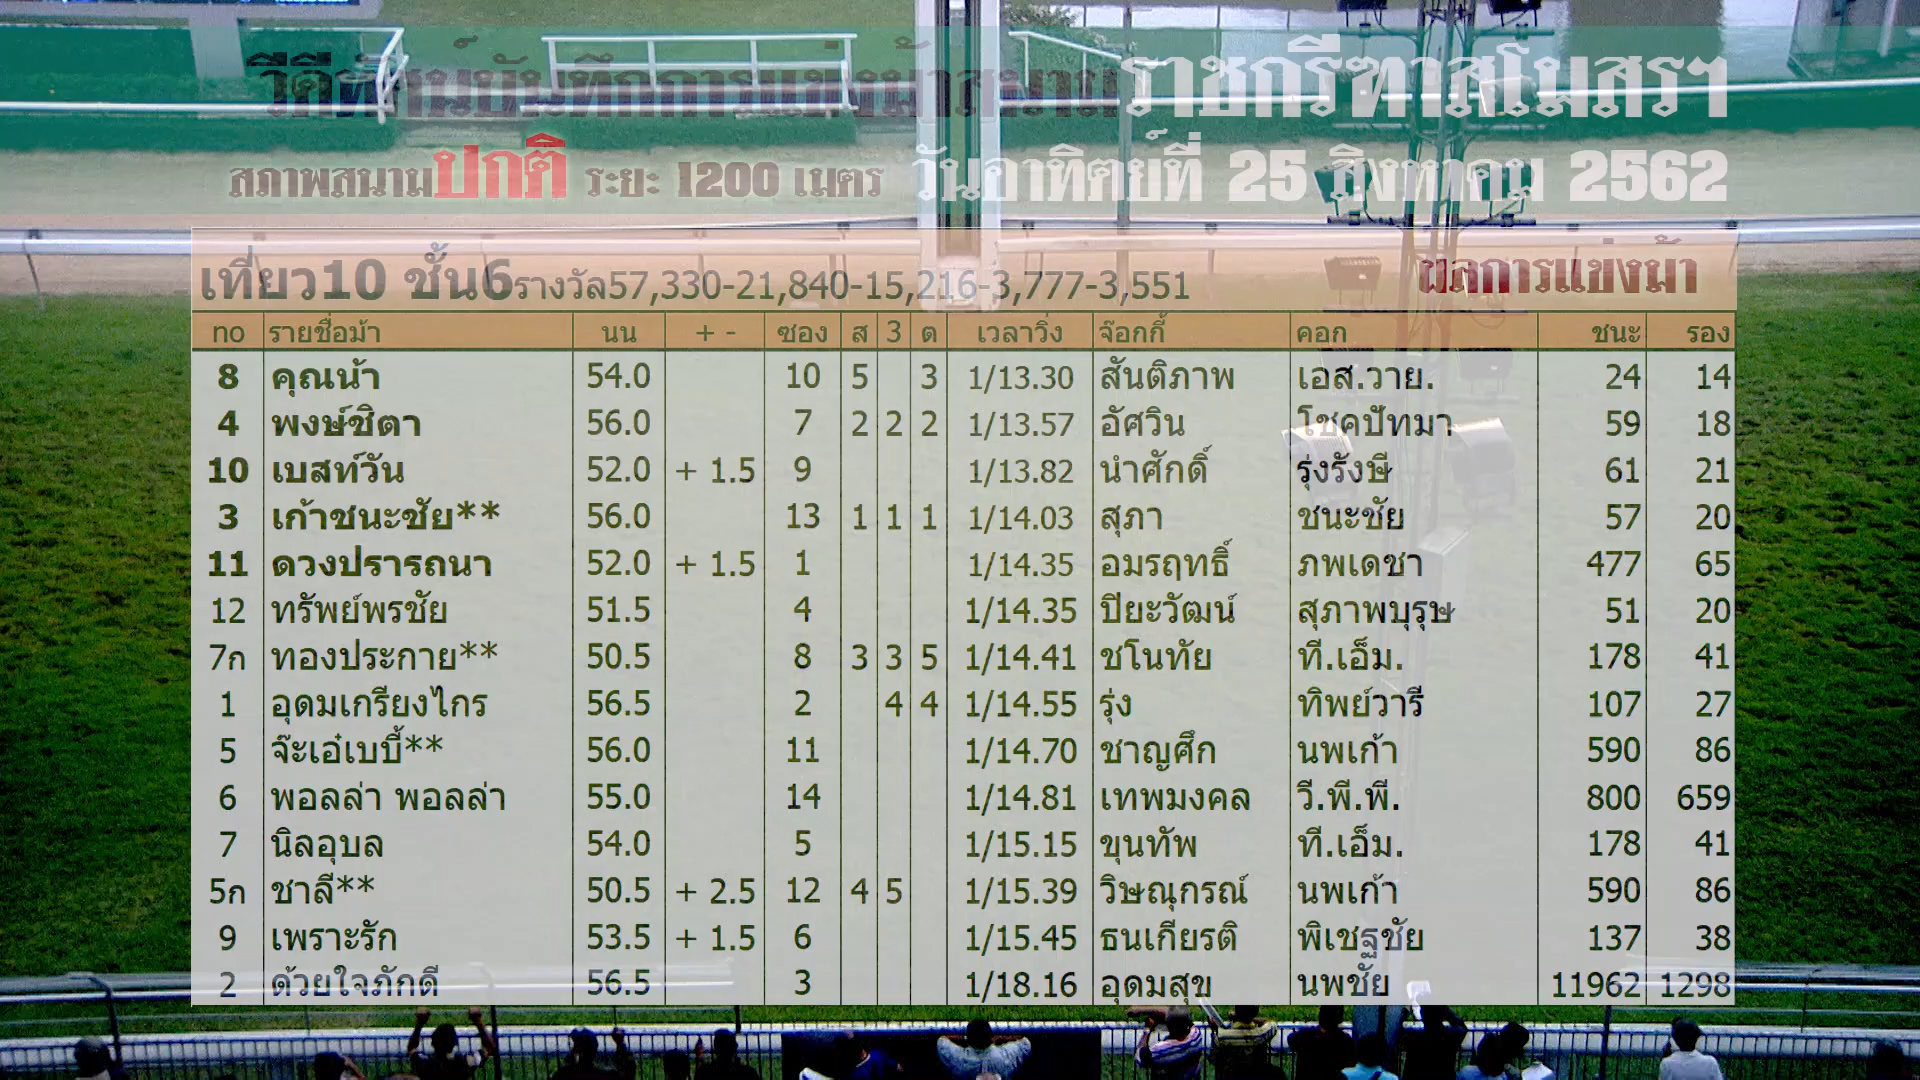 วีดีทัศน์บันทึกการแข่งม้าสนามราชกรีฑาสโมสรฯ
สภาพสนามปกติ ระยะ 1200 เมตร วันอาทิตย์ที่ 25 สิงหาคม 2562
เที่ยว10 ชั้น6รางวัล57,330-21,840-15,216-3,777-3,551 ผลการแข่งม้า
no รายชื่อม้า นน + - ซอง ส 3 ต เวลาวิ่ง จ๊อกกี้ คอก ชนะ รอง
8 คุณน้ำ 54.0 10 5 3 1/13.30 สันติภาพ เอส.วาย. 24 14
4 พงษ์ชิตา 56.0 7 2 2 2 1/13.57 อัศวิน โชคปัทมา 59 18
10 เบสท์วัน 52.0 + 1.5 9 1/13.82 นำศักดิ์ รุ่งรังษี 61 21
3 เก้าชนะชัย** 56.0 13 1 1 1 1/14.03 สุภา ชนะชัย 57 20
11 ดวงปรารถนา 52.0 + 1.5 1 1/14.35 อมรฤทธิ์ ภพเดชา 477 65
12 ทรัพย์พรชัย 51.5 4 1/14.35 ปิยะวัฒน์ สุภาพบุรุษ 51 20
7ก ทองประกาย** 50.5 8 3 3 5 1/14.41 ชโนทัย ที.เอ็ม. 178 41
1 อุดมเกรียงไกร 56.5 2 4 4 1/14.55 รุ่ง ทิพย์วารี 107 27
5 จ๊ะเอ๋เบบี้** 56.0 11 1/14.70 ชาญศึก นพเก้า 590 86
6 พอลล่า พอลล่า 55.0 14 1/14.81 เทพมงคล วี.พี.พี. 800 659
7 นิลอุบล 54.0 5 1/15.15 ขุนทัพ ที.เอ็ม. 178 41
5ก ชาลี** 50.5 + 2.5 12 4 5 1/15.39 วิษณุกรณ์ นพเก้า 590 86
9 เพราะรัก 53.5 + 1.5 6 1/15.45 ธนเกียรติ พิเชฐชัย 137 38
2 ด้วยใจภักดี 56.5 3 1/18.16 อุดมสุข นพชัย 11962 1298